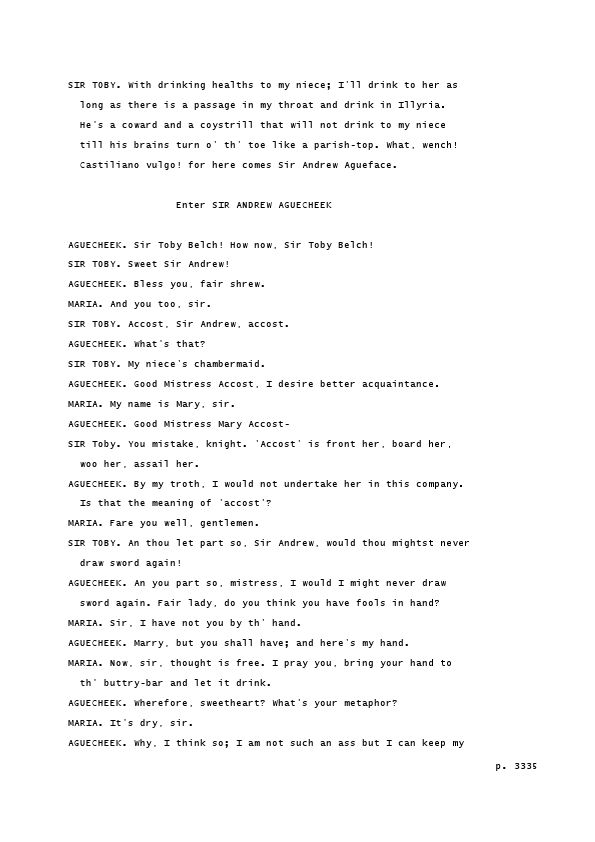 SIR TOBY. With drinking healths to my niece; I'll drink to her as
long as there is a passage in my throat and drink in Illyria.
He's a coward and a coystrill that will not drink to my niece
till his brains turn o' th' toe like a parish-top. What, wench!
Castiliano vulgo! for here comes Sir Andrew Agueface.
Enter SIR ANDREW AGUECHEEK
AGUECHEEK. Sir Toby Belch! How now, Sir Toby Belch!
SIR TOBY. Sweet Sir Andrew!
AGUECHEEK. Bless you, fair shrew.
MARIA. And you too, sir.
SIR TOBY. Accost, Sir Andrew, accost.
AGUECHEEK. What's that?
SIR TOBY. My niece's chambermaid.
AGUECHEEK. Good Mistress Accost, I desire better acquaintance.
MARIA. My name is Mary, sir.
AGUECHEEK. Good Mistress Mary Accost-
SIR Toby. You mistake, knight. 'Accost' is front her, board her,
woo her, assail her.
AGUECHEEK. By my troth, I would not undertake her in this company.
Is that the meaning of 'accost'?
MARIA. Fare you well, gentlemen.
SIR TOBY. An thou let part so, Sir Andrew, would thou mightst never
draw sword again!
AGUECHEEK. An you part so, mistress, I would I might never draw
sword again. Fair lady, do you think you have fools in hand?
MARIA. Sir, I have not you by th' hand.
AGUECHEEK. Marry, but you shall have; and here's my hand.
MARIA. Now, sir, thought is free. I pray you, bring your hand to
th' buttry-bar and let it drink.
AGUECHEEK. Wherefore, sweetheart? What's your metaphor?
MARIA. It's dry, sir.
AGUECHEEK. Why, I think so; I am not such an ass but I can keep my
p. 3335